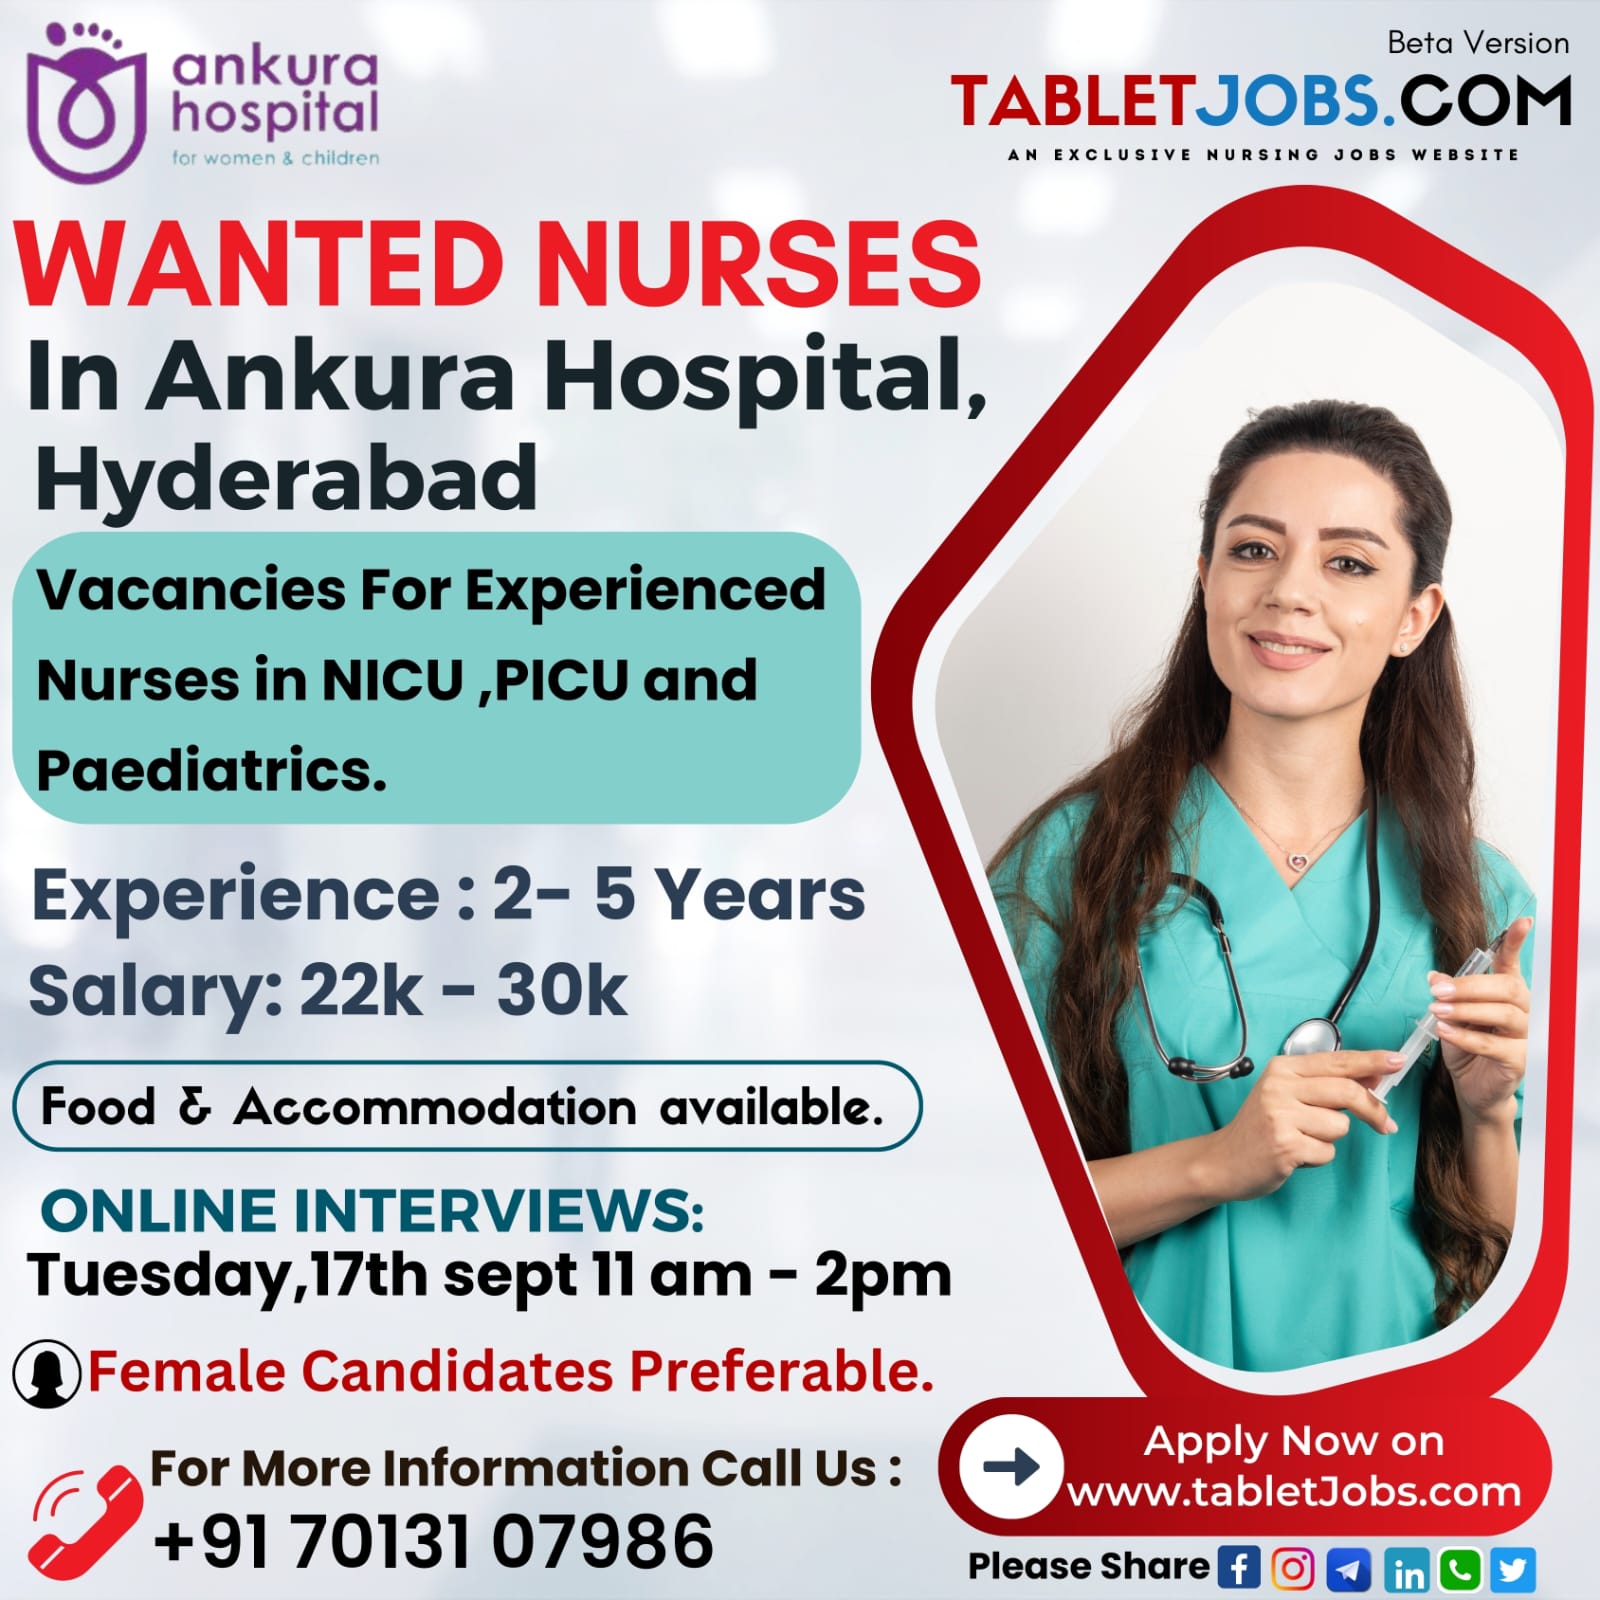 ankura
hospital
for women & children
Beta Version
TABLETJOBS.COM
AN EXCLUSIVE NURSING JOBS WEBSITE
WANTED NURSES
In Ankura Hospital,
Hyderabad
Vacancies For Experienced
Nurses in NICU ,PICU and
Paediatrics.
Experience : 2- 5 Years
Salary: 22k - 30k
Food & Accommodation available.
ONLINE INTERVIEWS:
Tuesday,17th sept 11 am - 2pm
Female Candidates Preferable.
For More Information Call Us :
+91 70131 07986
Apply Now on
www.tabletJobs.com
Please Share